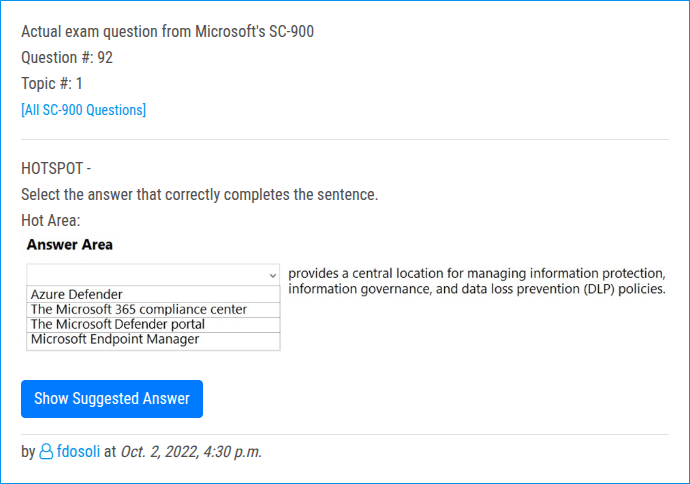 Actual exam question from Microsoft's SC-900
Question #: 92
Topic #: 1
[All SC-900 Questions]
HOTSPOT -
Select the answer that correctly completes the sentence.
Hot Area:
Answer Area
provides a central location for managing information protection,
information governance, and data loss prevention (DLP) policies.
Azure Defender
The Microsoft 365 compliance center
The Microsoft Defender portal
Microsoft Endpoint Manager
Show Suggested Answer
by fdosoli at Oct. 2, 2022, 4:30 p.m.